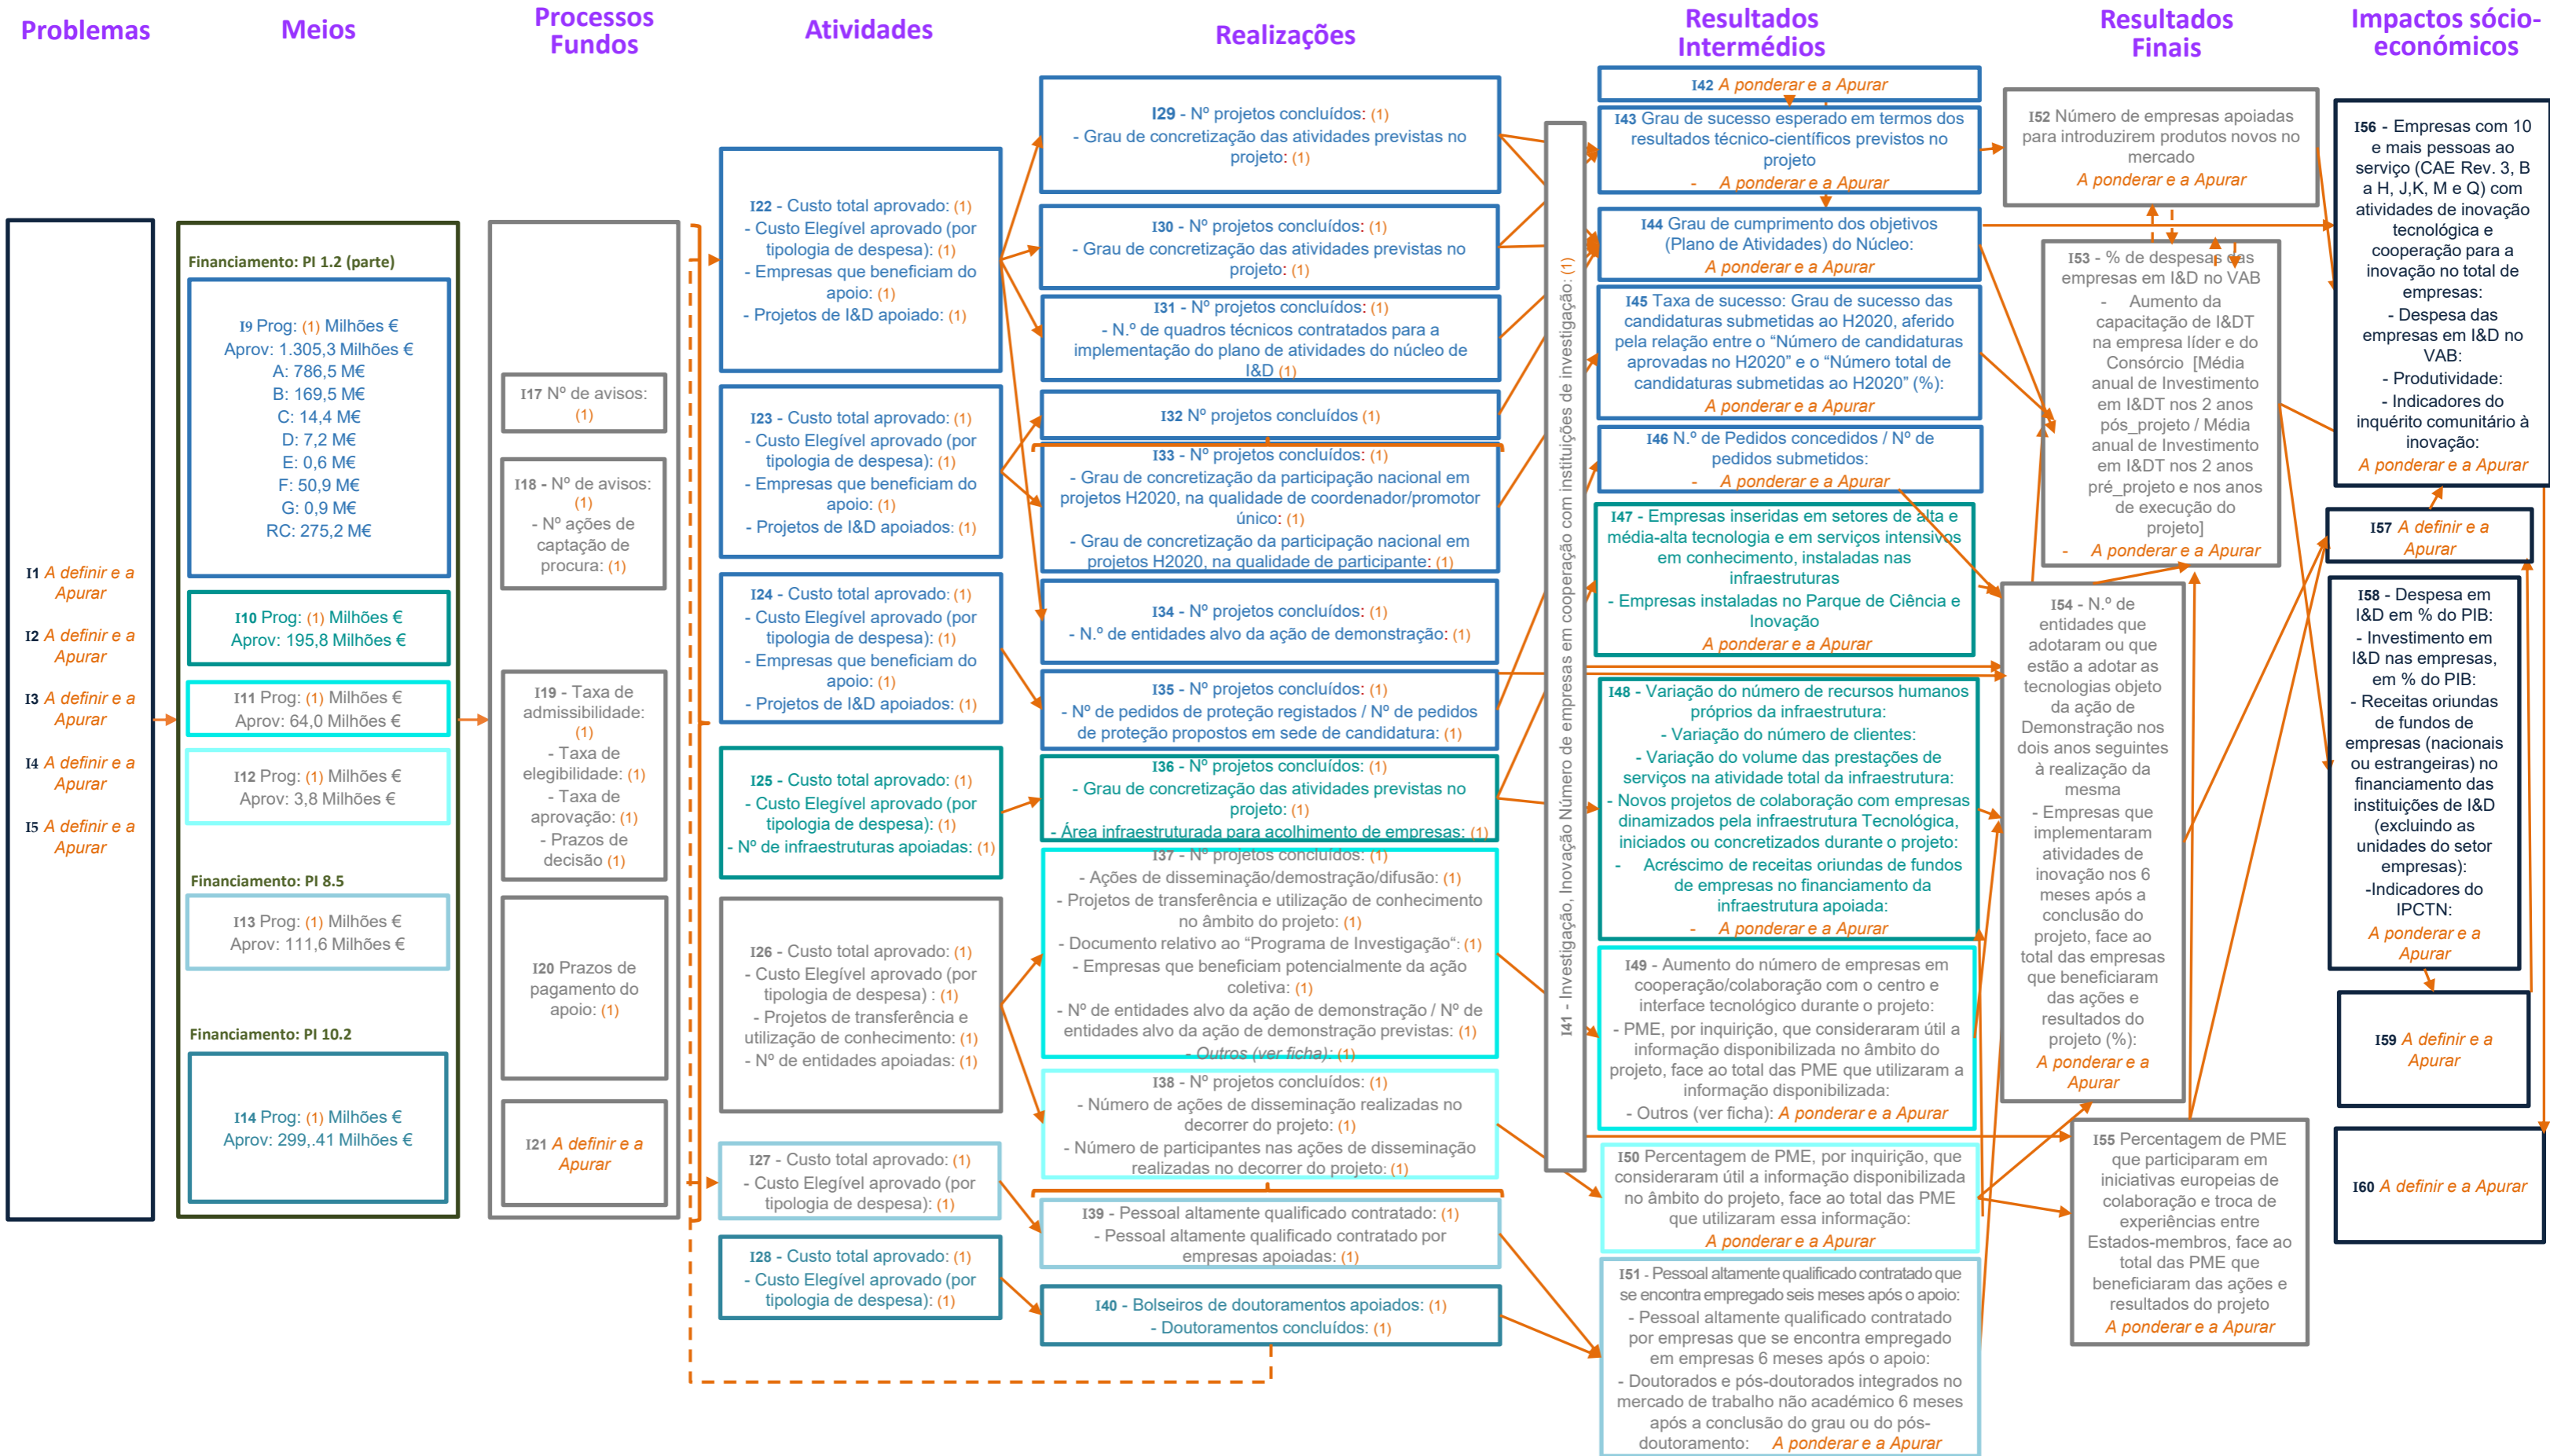 Problemas
Meios
Processos
Fundos
Atividades
Realizações
Resultados
Intermédios
Resultados
Finais
Impactos sócio-
económicos
I1 A definir e a
Apurar
I2 A definir e a
Apurar
I3 A definir e a
Apurar
I4 A definir e a
Apurar
I5 A definir e a
Apurar
Financiamento: PI 1.2 (parte)
I9 Prog: (1) Milhões €
Aprov: 1.305,3 Milhões €
A: 786,5 M€
B: 169,5 M€
C: 14,4 M€
D: 7,2 M€
E: 0,6 M€
F: 50,9 M€
G: 0,9 M€
RC: 275,2 M€
I10 Prog: (1) Milhões €
Aprov: 195,8 Milhões €
I11 Prog: (1) Milhões €
Aprov: 64,0 Milhões €
I12 Prog: (1) Milhões €
Aprov: 3,8 Milhões €
Financiamento: PI 8.5
I13 Prog: (1) Milhões €
Aprov: 111,6 Milhões €
Financiamento: PI 10.2
I14 Prog: (1) Milhões €
Aprov: 299,.41 Milhões €
I17 Nº de avisos:
(1)
I18 - Nº de avisos:
(1)
- Nº ações de
captação de
procura: (1)
I19 - Taxa de
admissibilidade:
(1)
- Taxa de
elegibilidade: (1)
- Taxa de
aprovação: (1)
- Prazos de
decisão (1)
I20 Prazos de
pagamento do
apoio: (1)
I21 A definir e a
Apurar
I22 - Custo total aprovado: (1)
- Custo Elegível aprovado (por
tipologia de despesa): (1)
- Empresas que beneficiam do
apoio: (1)
- Projetos de I&D apoiado: (1)
I23 - Custo total aprovado: (1)
- Custo Elegível aprovado (por
tipologia de despesa): (1)
- Empresas que beneficiam do
apoio: (1)
- Projetos de I&D apoiados: (1)
I24 - Custo total aprovado: (1)
- Custo Elegível aprovado (por
tipologia de despesa): (1)
- Empresas que beneficiam do
apoio: (1)
- Projetos de I&D apoiados: (1)
I25 - Custo total aprovado: (1)
- Custo Elegível aprovado (por
tipologia de despesa): (1)
- Nº de infraestruturas apoiadas: (1)
I26 - Custo total aprovado: (1)
- Custo Elegível aprovado (por
tipologia de despesa) : (1)
- Projetos de transferência e
utilização de conhecimento: (1)
- Nº de entidades apoiadas: (1)
I27 - Custo total aprovado: (1)
- Custo Elegível aprovado (por
tipologia de despesa): (1)
I28 - Custo total aprovado: (1)
- Custo Elegível aprovado (por
tipologia de despesa): (1)
I29 - Nº projetos concluídos: (1)
- Grau de concretização das atividades previstas no
projeto: (1)
I30 - Nº projetos concluídos: (1)
- Grau de concretização das atividades previstas no
projeto: (1)
I31 - Nº projetos concluídos: (1)
- N.º de quadros técnicos contratados para a
implementação do plano de atividades do núcleo de
I&D (1)
I32 Nº projetos concluídos (1)
I33 - Nº projetos concluídos: (1)
- Grau de concretização da participação nacional em
projetos H2020, na qualidade de coordenador/promotor
único: (1)
- Grau de concretização da participação nacional em
projetos H2020, na qualidade de participante: (1)
I34 - Nº projetos concluídos: (1)
- N.º de entidades alvo da ação de demonstração: (1)
I35 - Nº projetos concluídos: (1)
- Nº de pedidos de proteção registados / Nº de pedidos
de proteção propostos em sede de candidatura: (1)
I36 - Nº projetos concluídos: (1)
- Grau de concretização das atividades previstas no
projeto: (1)
- Área infraestruturada para acolhimento de empresas: (1)
I37 - Nº projetos concluídos: (1)
- Ações de disseminação/demostração/difusão: (1)
- Projetos de transferência e utilização de conhecimento
no âmbito do projeto: (1)
- Documento relativo ao “Programa de Investigação“: (1)
- Empresas que beneficiam potencialmente da ação
coletiva: (1)
- Nº de entidades alvo da ação de demonstração / Nº de
entidades alvo da ação de demonstração previstas: (1)
- Outros (ver ficha): (1)
I38 - Nº projetos concluídos: (1)
- Número de ações de disseminação realizadas no
decorrer do projeto: (1)
- Número de participantes nas ações de disseminação
realizadas no decorrer do projeto: (1)
I39 - Pessoal altamente qualificado contratado: (1)
- Pessoal altamente qualificado contratado por
empresas apoiadas: (1)
I40 - Bolseiros de doutoramentos apoiados: (1)
- Doutoramentos concluídos: (1)
I41 - Investigação, Inovação Número de empresas em cooperação com instituições de investigação: (1)
I42 A ponderar e a Apurar
I43 Grau de sucesso esperado em termos dos
resultados técnico-científicos previstos no
projeto
- A ponderar e a Apurar
I44 Grau de cumprimento dos objetivos
(Plano de Atividades) do Núcleo:
A ponderar e a Apurar
I45 Taxa de sucesso: Grau de sucesso das
candidaturas submetidas ao H2020, aferido
pela relação entre o “Número de candidaturas
aprovadas no H2020” e o “Número total de
candidaturas submetidas ao H2020” (%):
A ponderar e a Apurar
I46 N.º de Pedidos concedidos / Nº de
pedidos submetidos:
- A ponderar e a Apurar
I47 - Empresas inseridas em setores de alta e
média-alta tecnologia e em serviços intensivos
em conhecimento, instaladas nas
infraestruturas
- Empresas instaladas no Parque de Ciência e
Inovação
A ponderar e a Apurar
I48 - Variação do número de recursos humanos
próprios da infraestrutura:
- Variação do número de clientes:
- Variação do volume das prestações de
serviços na atividade total da infraestrutura:
- Novos projetos de colaboração com empresas
dinamizados pela infraestrutura Tecnológica,
iniciados ou concretizados durante o projeto:
- Acréscimo de receitas oriundas de fundos
de empresas no financiamento da
infraestrutura apoiada:
- A ponderar e a Apurar
I49 - Aumento do número de empresas em
cooperação/colaboração com o centro e
interface tecnológico durante o projeto:
- PME, por inquirição, que consideraram útil a
informação disponibilizada no âmbito do
projeto, face ao total das PME que utilizaram a
informação disponibilizada:
- Outros (ver ficha): A ponderar e a Apurar
I50 Percentagem de PME, por inquirição, que
consideraram útil a informação disponibilizada
no âmbito do projeto, face ao total das PME
que utilizaram essa informação:
A ponderar e a Apurar
I51 - Pessoal altamente qualificado contratado que
se encontra empregado seis meses após o apoio:
- Pessoal altamente qualificado contratado
por empresas que se encontra empregado
em empresas 6 meses após o apoio:
- Doutorados e pós-doutorados integrados no
mercado de trabalho não académico 6 meses
após a conclusão do grau ou do pós-
doutoramento: A ponderar e a Apurar
I52 Número de empresas apoiadas
para introduzirem produtos novos no
mercado
A ponderar e a Apurar
I53 - % de despesas das
empresas em I&D no VAB
- Aumento da
capacitação de I&DT
na empresa líder e do
Consórcio [Média
anual de Investimento
em I&DT nos 2 anos
pós_projeto / Média
anual de Investimento
em I&DT nos 2 anos
pré_projeto e nos anos
de execução do
projeto]
- A ponderar e a Apurar
I54 - N.º de
entidades que
adotaram ou que
estão a adotar as
tecnologias objeto
da ação de
Demonstração nos
dois anos seguintes
à realização da
mesma
- Empresas que
implementaram
atividades de
inovação nos 6
meses após a
conclusão do
projeto, face ao
total das empresas
que beneficiaram
das ações e
resultados do
projeto (%):
A ponderar e a
Apurar
I55 Percentagem de PME
que participaram em
iniciativas europeias de
colaboração e troca de
experiências entre
Estados-membros, face ao
total das PME que
beneficiaram das ações e
resultados do projeto
A ponderar e a Apurar
I56 - Empresas com 10
e mais pessoas ao
serviço (CAE Rev. 3, B
a H, J,K, M e Q) com
atividades de inovação
tecnológica e
cooperação para a
inovação no total de
empresas:
- Despesa das
empresas em I&D no
VAB:
- Produtividade:
- Indicadores do
inquérito comunitário à
inovação:
A ponderar e a Apurar
I57 A definir e a
Apurar
I58 - Despesa em
I&D em % do PIB:
- Investimento em
I&D nas empresas,
em % do PIB:
- Receitas oriundas
de fundos de
empresas (nacionais
ou estrangeiras) no
financiamento das
instituições de I&D
(excluindo as
unidades do setor
empresas):
-Indicadores do
IPCTN:
A ponderar e a
Apurar
I59 A definir e a
Apurar
I60 A definir e a Apurar